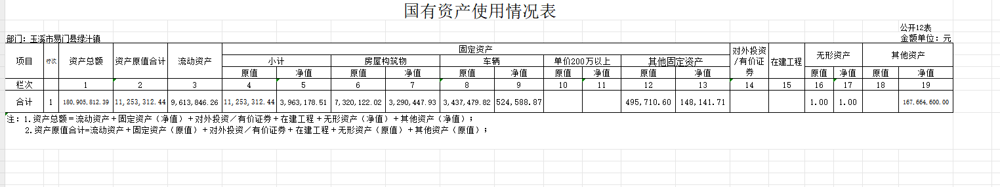 国有资产使用情况表
公开12表
部门：玉溪市易门县绿汁镇 金额单位：元
项目 行次 资产总额 资产原值合计 流动资产 固定资产 对外投资/有价证券 在建工程 无形资产 其他资产
小计 房屋构筑物 车辆 单价200万以上 其他固定资产
原值 净值 原值 净值 原值 净值 原值 净值 原值 净值 原值 净值 原值 净值
栏次 1 2 3 4 5 6 7 8 9 10 11 12 13 14 15 16 17 18 19
合计 1 180,905,812.39 11,253,312.44 9,613,846.26 11,253,312.44 3,963,178.51 7,320,122.02 3,290,447.93 3,437,479.82 524,588.87 495,710.60 148,141.71 1.00 1.00 167,664,600.00
注：1.资产总额＝流动资产＋固定资产（净值）＋对外投资／有价证券＋在建工程＋无形资产（净值）＋其他资产（净值）；
2.资产原值合计=流动资产＋固定资产（原值）＋对外投资／有价证券＋在建工程＋无形资产（原值）＋其他资产（原值）；